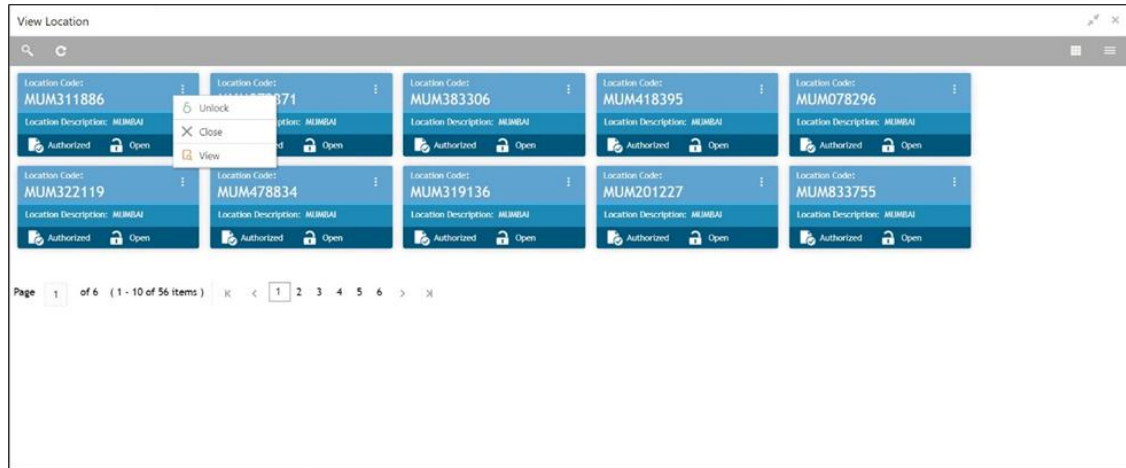 View Location
Location Code: Location Code: Location Code: Location Code: Location Code:
MUM311886 871 MUM383306 MUM418395 MUM078296
Unlock
Location Description: MUMBAI ption: MUMBAI Location Description: MUMBAI Location Description: MUMBAI Location Description: MUMBAI
Close
Authorized Open d Open Authorized Open Authorized Open Authorized Open
View
Location Code: Location Code: Location Code: Location Code: Location Code:
MUM322119 MUM478834 MUM319136 MUM201227 MUM833755
Location Description: MUMBAI Location Description: MUMBAI Location Description: MUMBAI Location Description: MUMBAI Location Description: MUMBAI
Authorized Open Authorized Open Authorized Open Authorized Open Authorized Open
Page 1 of 6 ( 1 - 10 of 56 items ) 1 2 3 4 5 6